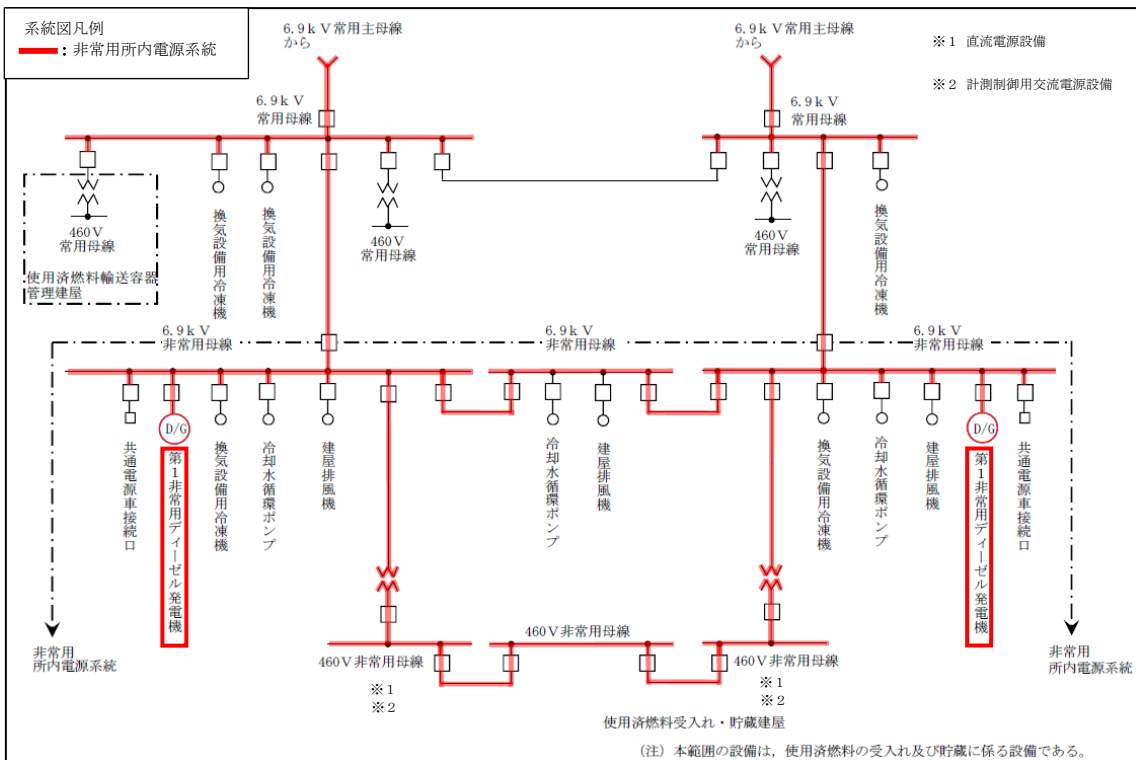 系統図凡例
：非常用所内電源系統
6.9ｋＶ常用主母線
から
6.9ｋＶ常用主母線
から
※１ 直流電源設備
※２ 計測制御用交流電源設備
6.9ｋＶ
常用母線
6.9ｋＶ
常用母線
460Ｖ
常用母線
使用済燃料輸送容器
管理建屋
換気設備用冷凍機
換気設備用冷凍機
460Ｖ
常用母線
460Ｖ
常用母線
換気設備用冷凍機
6.9ｋＶ
非常用母線
6.9ｋＶ
非常用母線
6.9ｋＶ
非常用母線
共通電源車接続口
D/G
第１非常用ディーゼル発電機
換気設備用冷凍機
冷却水循環ポンプ
建屋排風機
冷却水循環ポンプ
建屋排風機
換気設備用冷凍機
冷却水循環ポンプ
建屋排風機
D/G
第１非常用ディーゼル発電機
共通電源車接続口
非常用
所内電源系統
460Ｖ非常用母線
※１
※２
460Ｖ非常用母線
460Ｖ非常用母線
※１
※２
非常用
所内電源系統
使用済燃料受入れ・貯蔵建屋
（注）本範囲の設備は，使用済燃料の受入れ及び貯蔵に係る設備である。